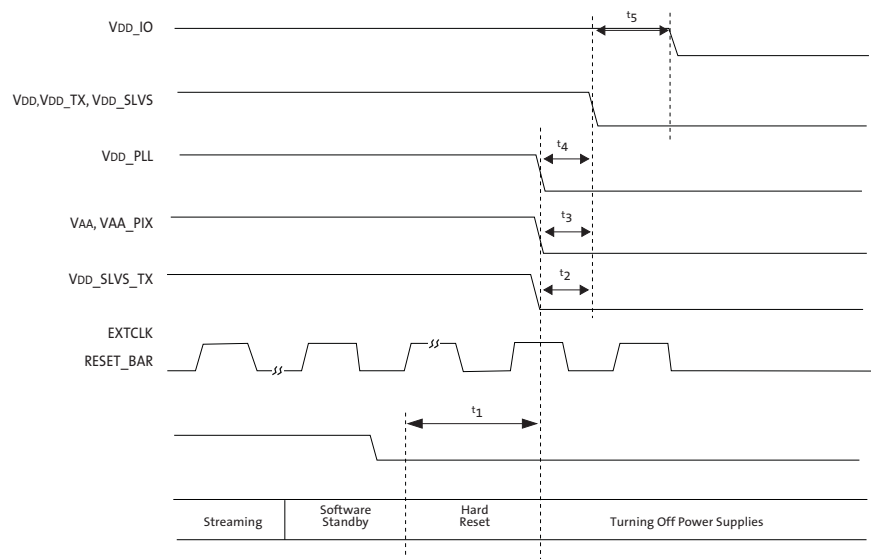 VDD_IO
t5
VDD,VDD_TX, VDD_SLVS
t4
VDD_PLL
t3
VAA, VAA_PIX
t2
VDD_SLVS_TX
EXTCLK
RESET_BAR
t1
Streaming
Software
Standby
Hard
Reset
Turning Off Power Supplies